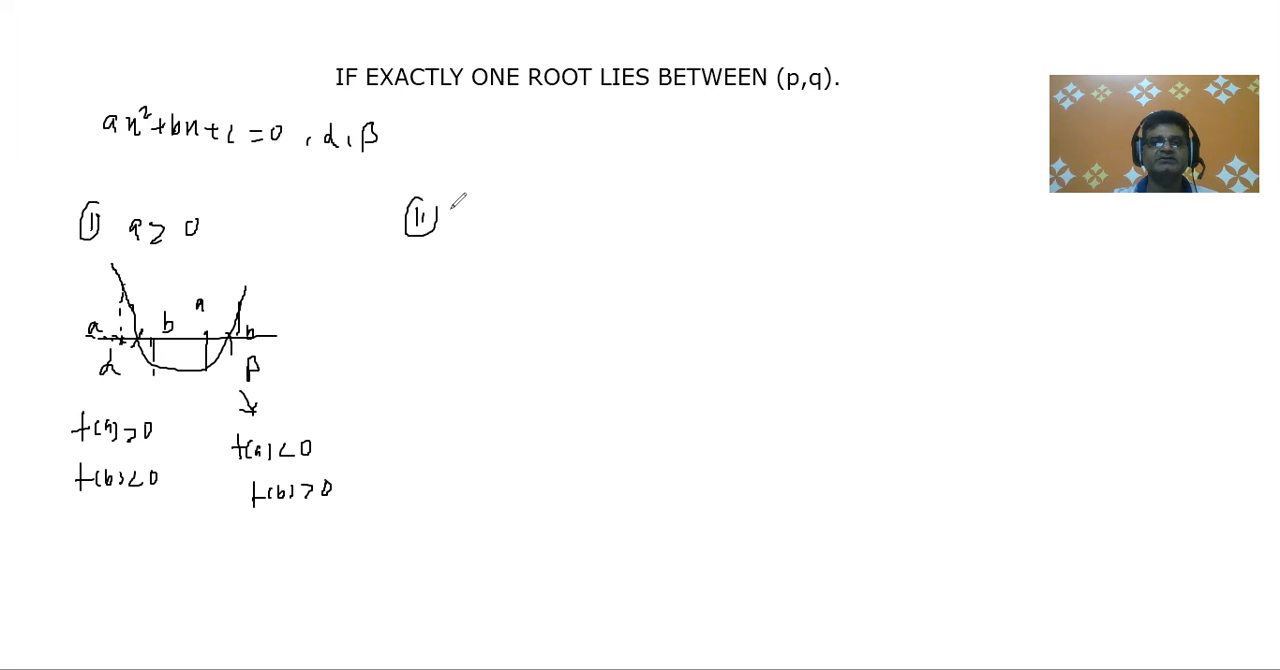 IF EXACTLY ONE ROOT LIES BETWEEN (p,q).
ax²+bx+c=0 , α, β
(i) a > 0
(ii)
a b a b
α β
f(a) > 0
f(a) < 0
f(b) < 0
f(b) > 0